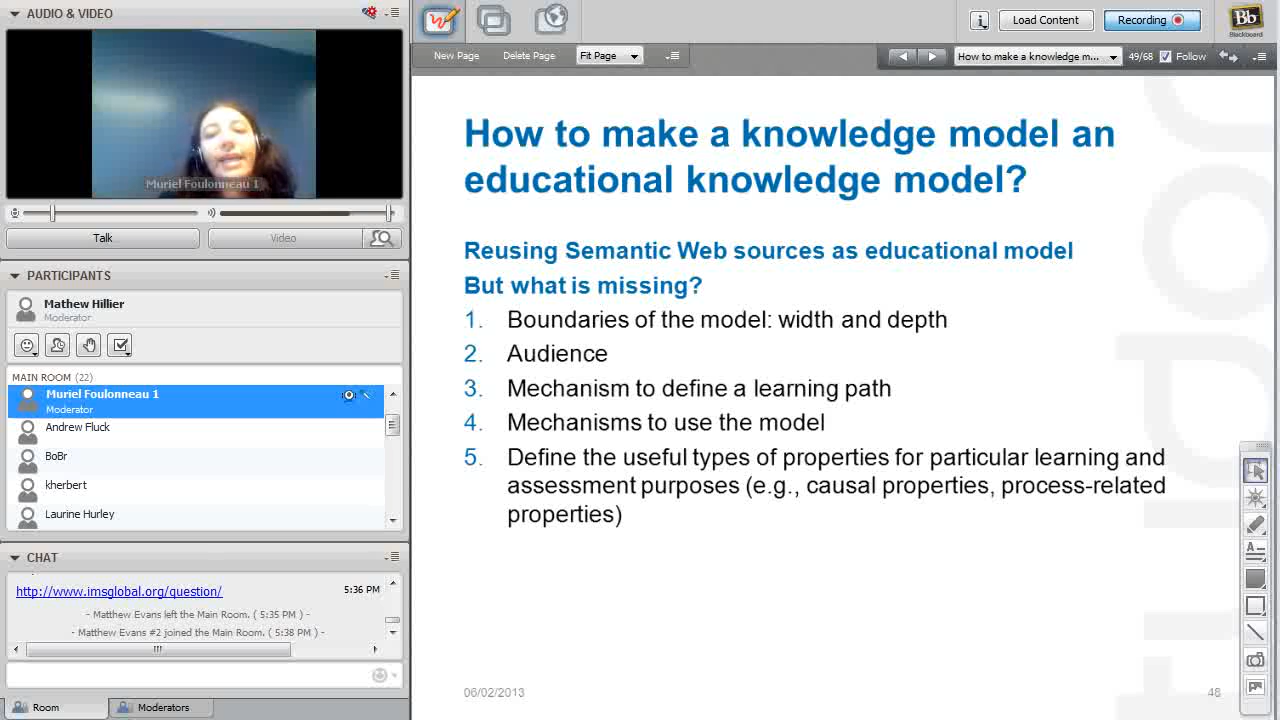 AUDIO & VIDEO
Muriel Foulonneau 1
Talk
Video
PARTICIPANTS
Mathew Hillier
Moderator
MAIN ROOM (22)
Muriel Foulonneau 1
Moderator
Andrew Fluck
BoBr
kherbert
Laurine Hurley
CHAT
http://www.imsglobal.org/question/
5:36 PM
- Matthew Evans left the Main Room. ( 5:35 PM ) -
- Matthew Evans #2 joined the Main Room. ( 5:38 PM ) -
Room
Moderators
Load Content
Recording
Bb
Blackboard
New Page
Delete Page
Fit Page
How to make a knowledge m...
49/68
Follow
How to make a knowledge model an
educational knowledge model?
Reusing Semantic Web sources as educational model
But what is missing?
1. Boundaries of the model: width and depth
2. Audience
3. Mechanism to define a learning path
4. Mechanisms to use the model
5. Define the useful types of properties for particular learning and
assessment purposes (e.g., causal properties, process-related
properties)
06/02/2013
48